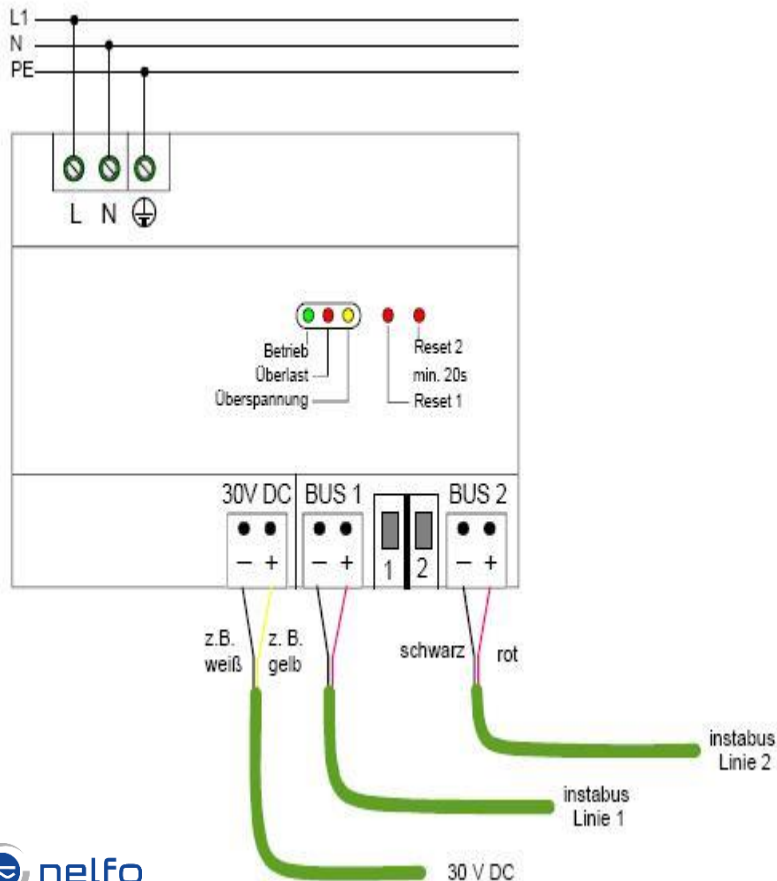 L1
N
PE
L N
Betrieb
Überlast
Überspannung
Reset 2
min. 20s
Reset 1
30V DC BUS 1 BUS 2
– + – + 1 2 – +
z.B. weiß
z. B. gelb
schwarz rot
instabus
Linie 2
instabus
Linie 1
30 V DC
nelfo